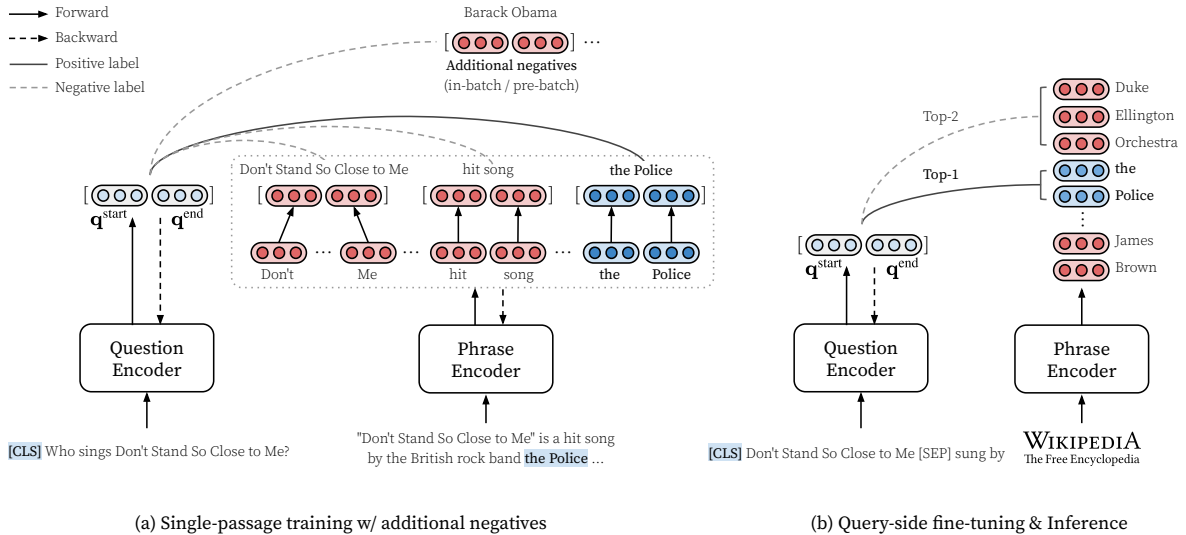 Forward
Backward
Positive label
Negative label
Barack Obama
[ ] ...
Additional negatives
(in-batch / pre-batch)
Don't Stand So Close to Me
hit song
the Police
[ ]
[ ]
[ ]
[ ]
q start
q end
... ... ...
Don't
Me
hit
song
the
Police
Question
Encoder
Phrase
Encoder
[CLS] Who sings Don't Stand So Close to Me?
"Don't Stand So Close to Me" is a hit song
by the British rock band the Police ...
(a) Single-passage training w/ additional negatives
Top-2
Top-1
Duke
Ellington
Orchestra
the
Police
⋮
James
Brown
[ ]
q start
q end
Question
Encoder
Phrase
Encoder
[CLS] Don't Stand So Close to Me [SEP] sung by
WIKIPEDIA
The Free Encyclopedia
(b) Query-side fine-tuning & Inference